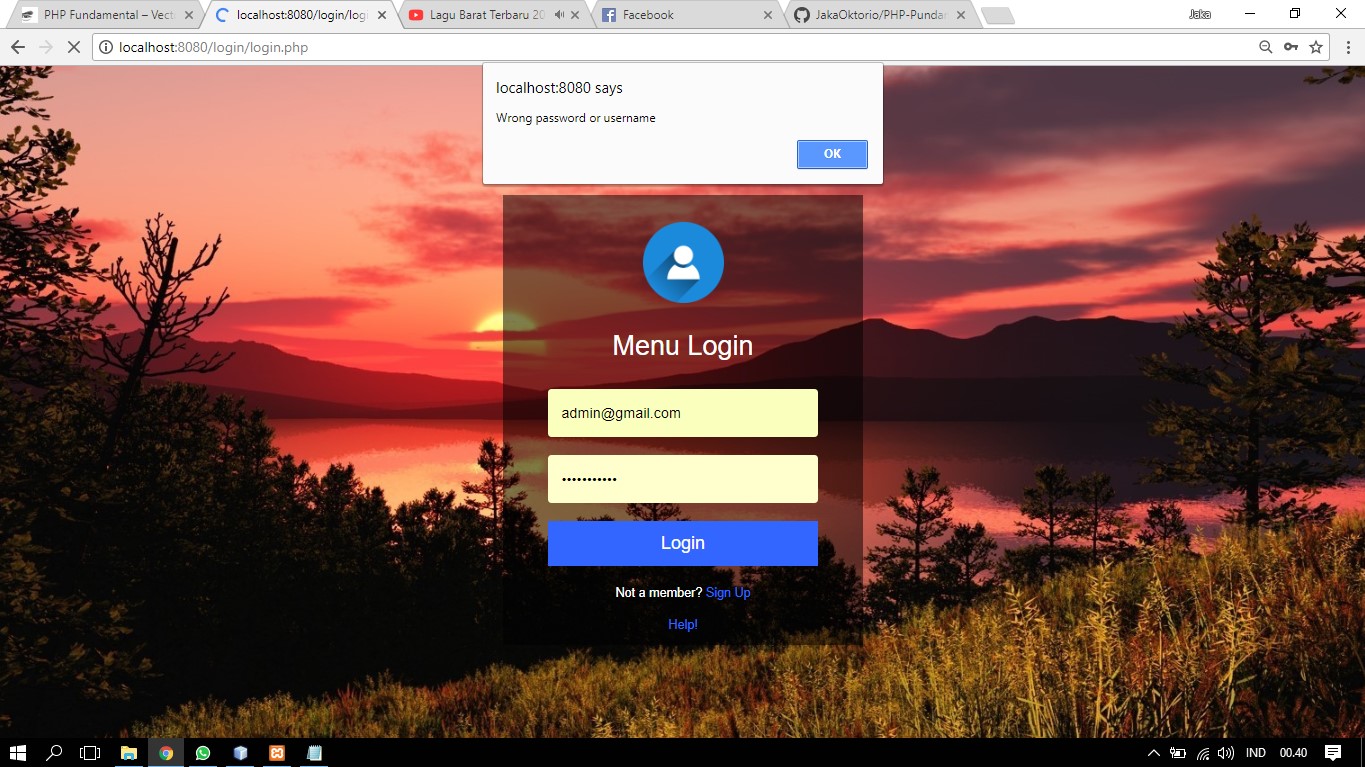 PHP Fundamental – Vect
localhost:8080/login/logi
Lagu Barat Terbaru 20
Facebook
JakaOktorio/PHP-Pundar
Jaka
localhost:8080/login/login.php
localhost:8080 says
Wrong password or username
OK
Menu Login
admin@gmail.com
•••••••••••
Login
Not a member? Sign Up
Help!
IND
00.40